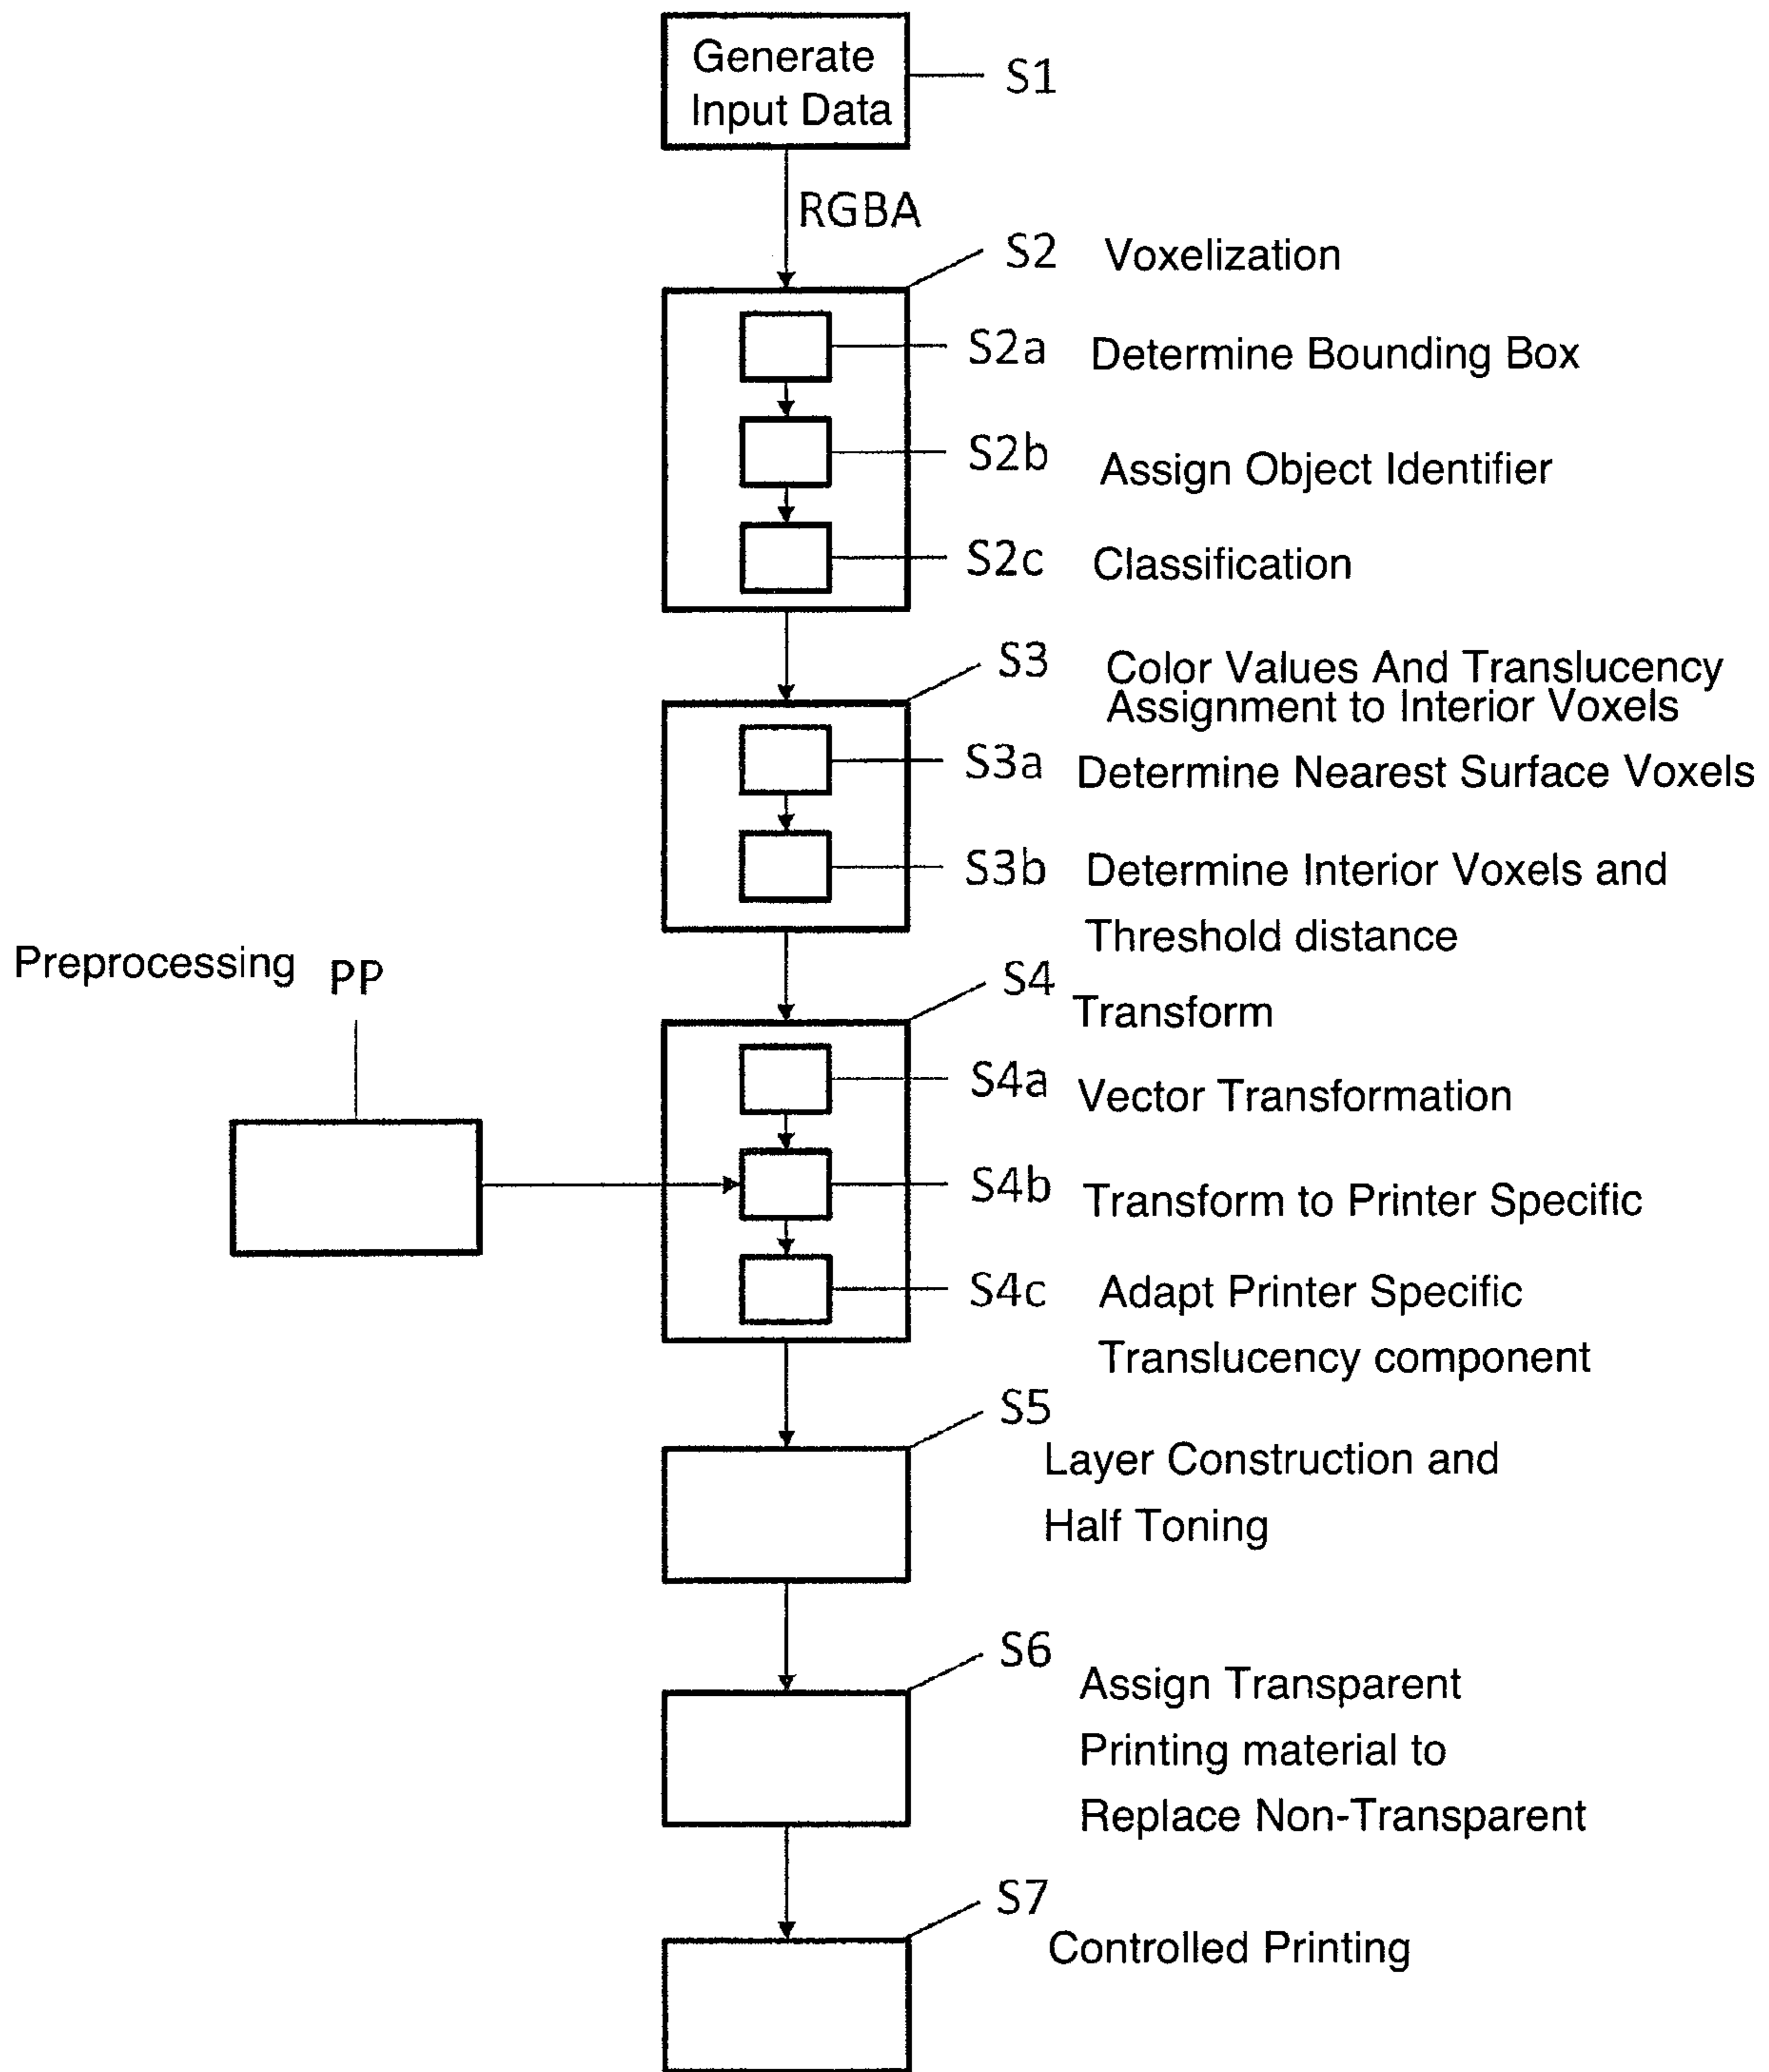 Generate
Input Data
S1
RGBA
S2 Voxelization
S2a Determine Bounding Box
S2b Assign Object Identifier
S2c Classification
S3 Color Values And Translucency
Assignment to Interior Voxels
S3a Determine Nearest Surface Voxels
S3b Determine Interior Voxels and
Threshold distance
Preprocessing PP
S4 Transform
S4a Vector Transformation
S4b Transform to Printer Specific
S4c Adapt Printer Specific
Translucency component
S5
Layer Construction and
Half Toning
S6
Assign Transparent
Printing material to
Replace Non-Transparent
S7
Controlled Printing